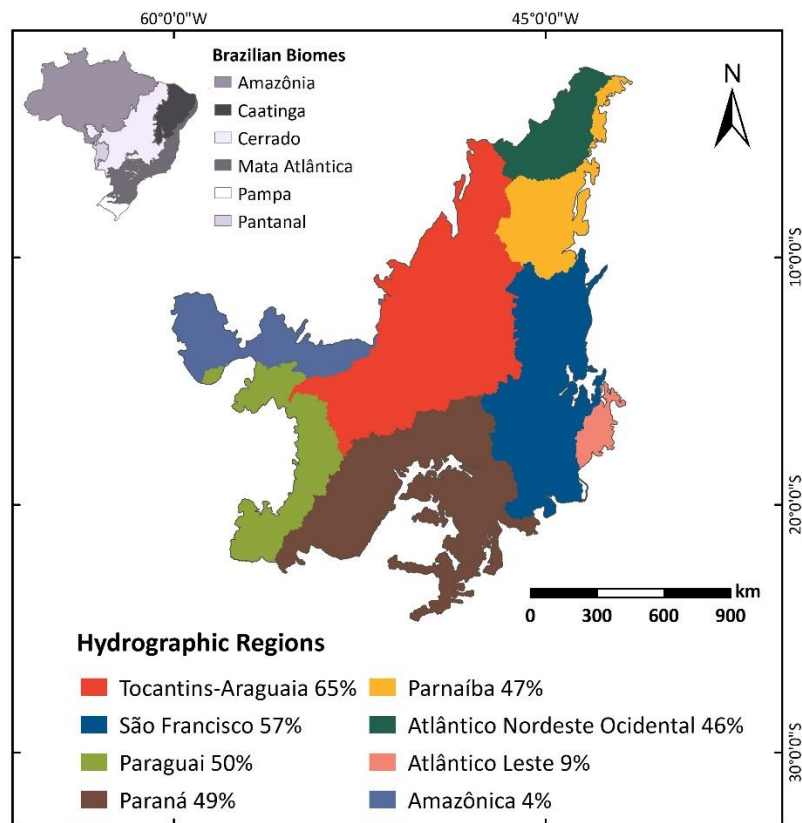 60°0'0"W 45°0'0"W
Brazilian Biomes
Amazônia
Caatinga
Cerrado
Mata Atlântica
Pampa
Pantanal
N
10°0'0"S
20°0'0"S
30°0'0"S
km
0 300 600 900
Hydrographic Regions
Tocantins-Araguaia 65%
São Francisco 57%
Paraguai 50%
Paraná 49%
Parnaíba 47%
Atlântico Nordeste Ocidental 46%
Atlântico Leste 9%
Amazônica 4%